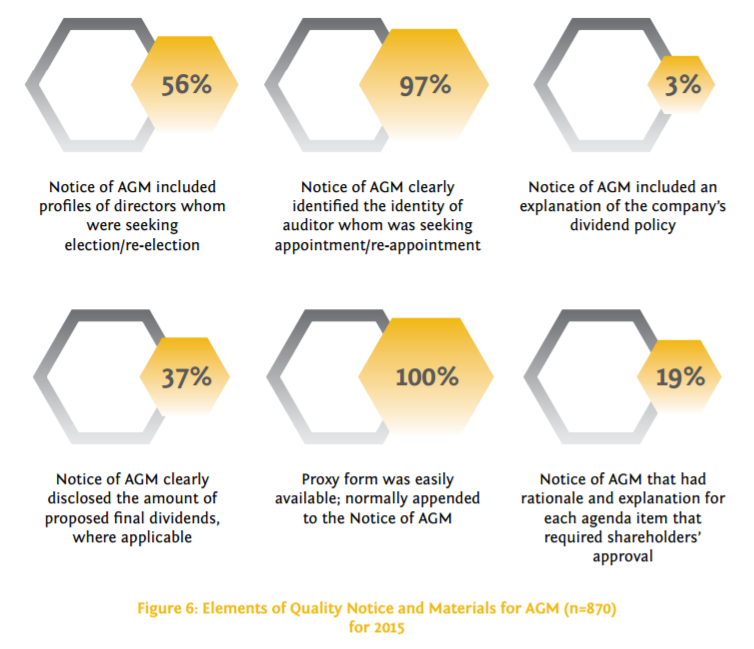 56%
Notice of AGM included
profiles of directors whom
were seeking
election/re-election
97%
Notice of AGM clearly
identified the identity of
auditor whom was seeking
appointment/re-appointment
3%
Notice of AGM included an
explanation of the company's
dividend policy
37%
Notice of AGM clearly
disclosed the amount of
proposed final dividends,
where applicable
100%
Proxy form was easily
available; normally appended
to the Notice of AGM
19%
Notice of AGM that had
rationale and explanation for
each agenda item that
required shareholders'
approval
Figure 6: Elements of Quality Notice and Materials for AGM (n=870)
for 2015